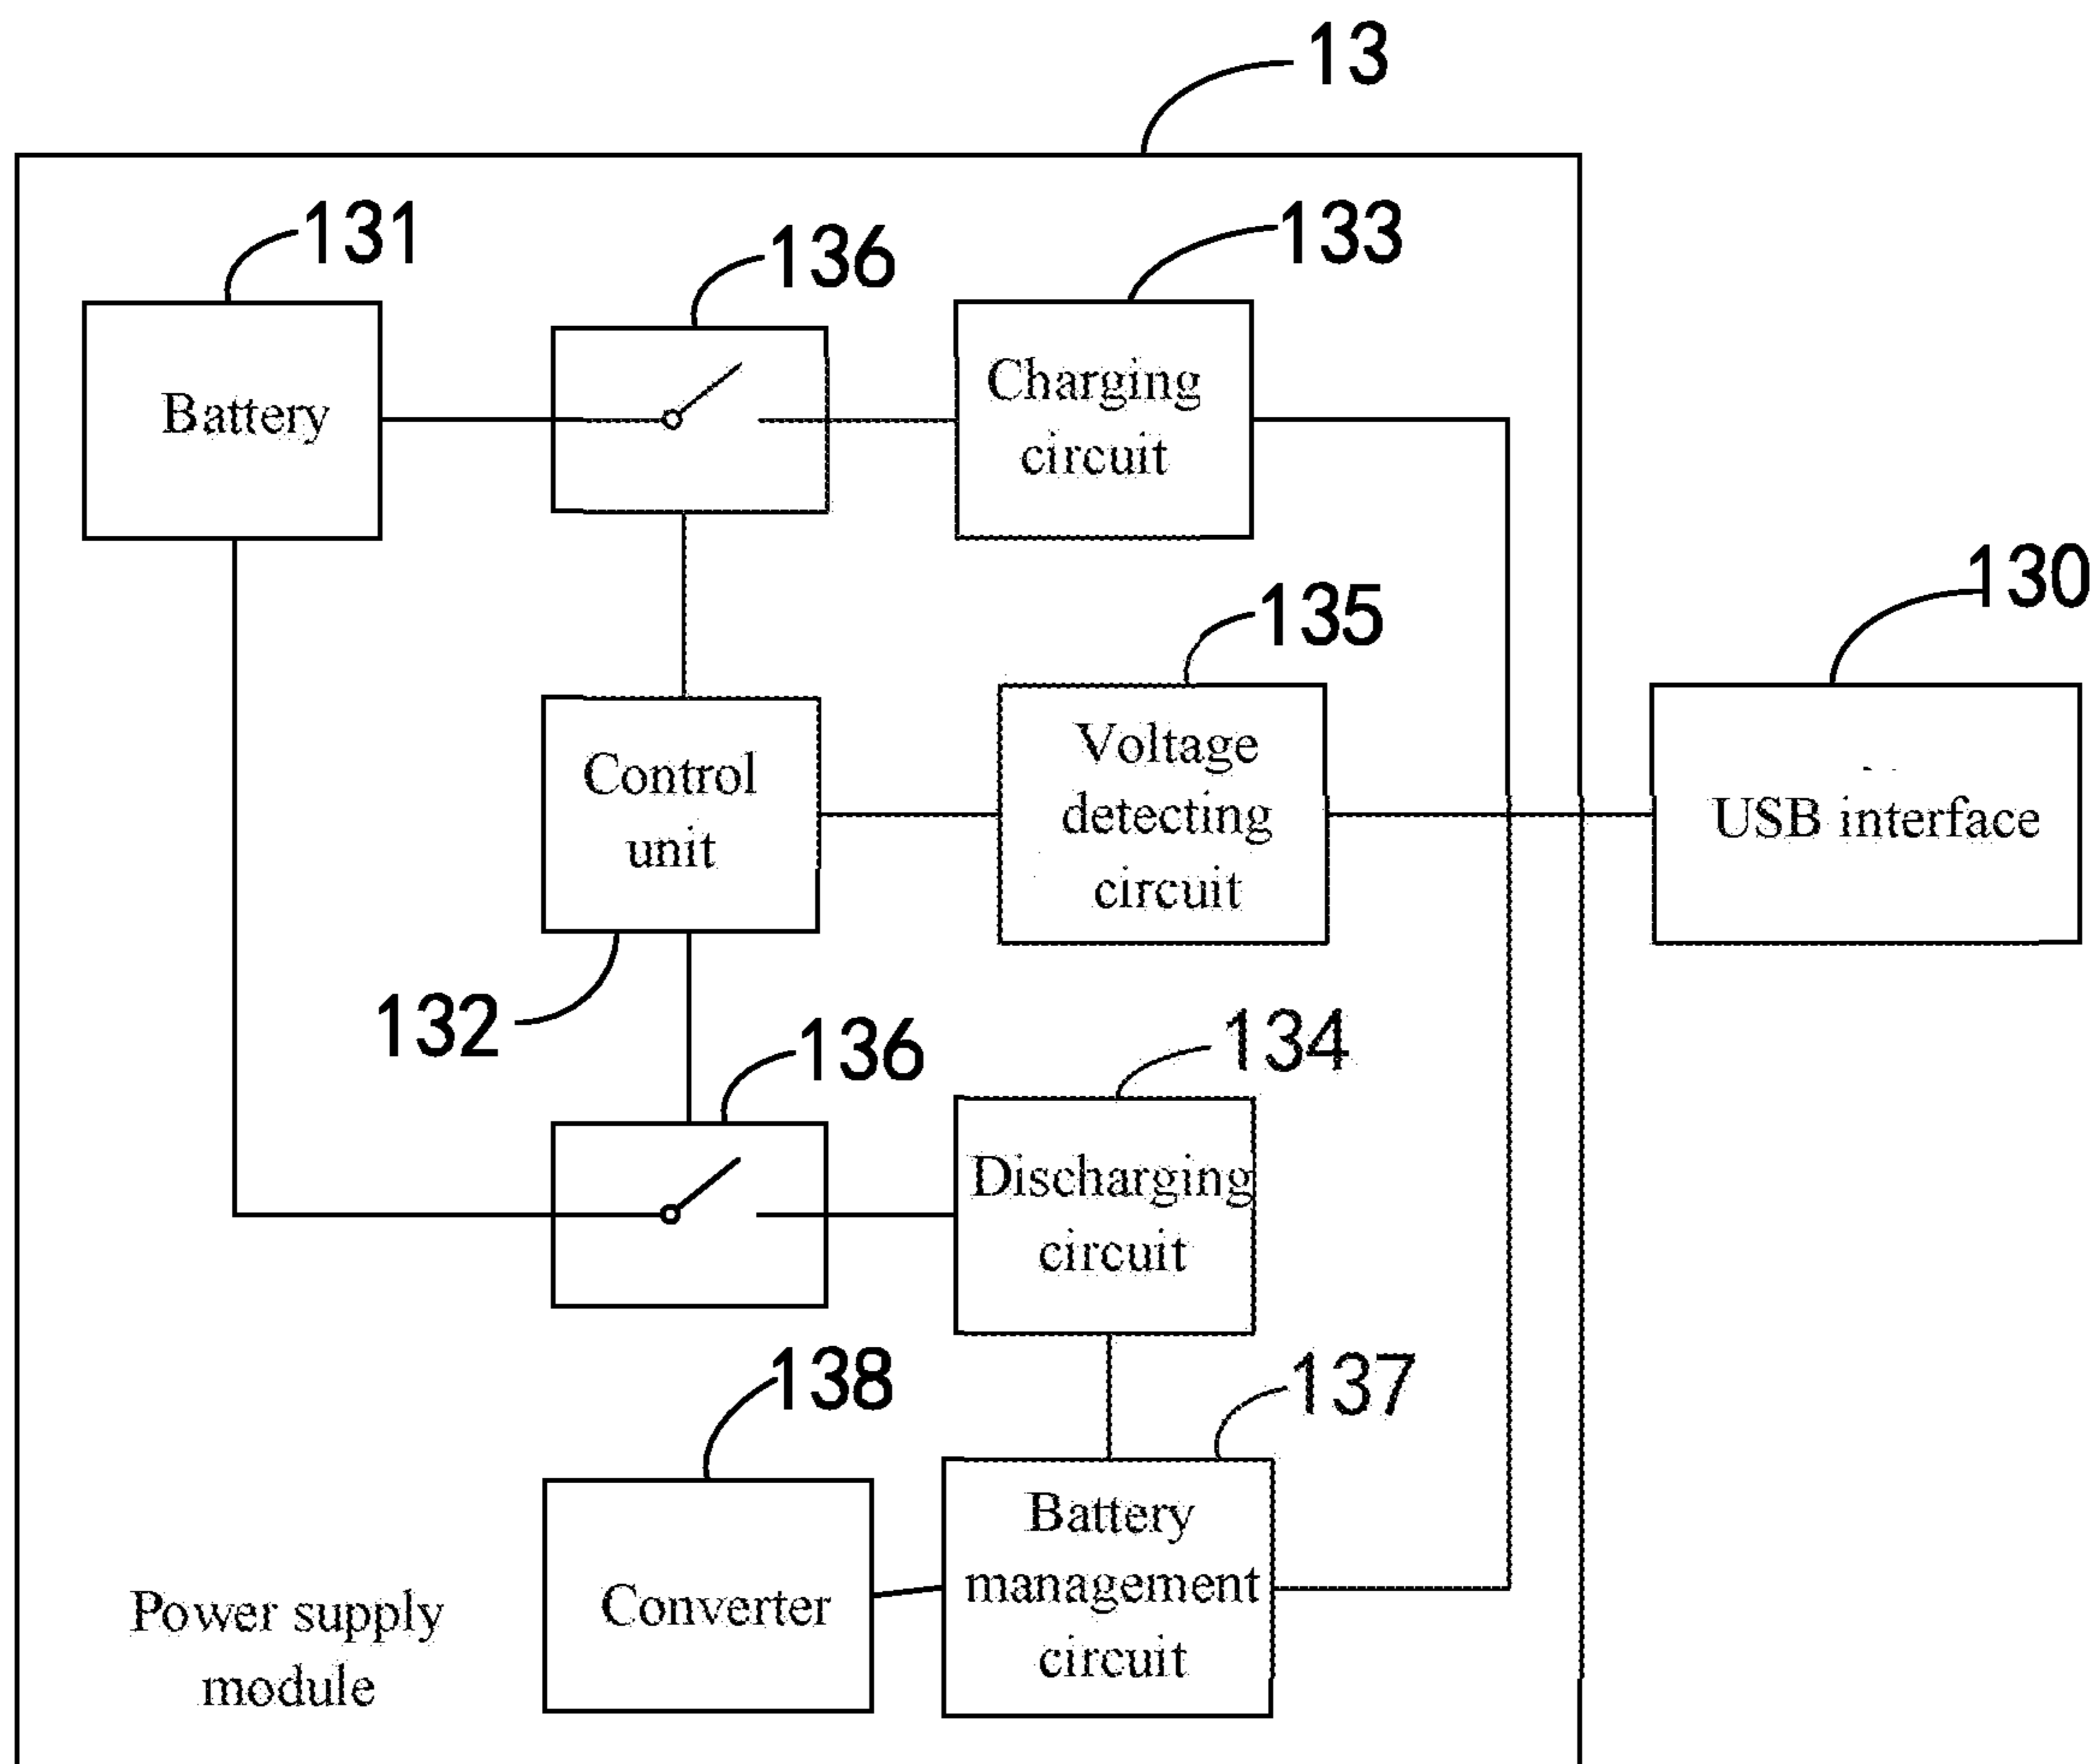 13
131
136
133
Battery
Charging
circuit
135
130
Control
unit
Voltage
detecting
circuit
USB interface
132
136
134
Discharging
circuit
138
137
Converter
Battery
management
circuit
Power supply
module